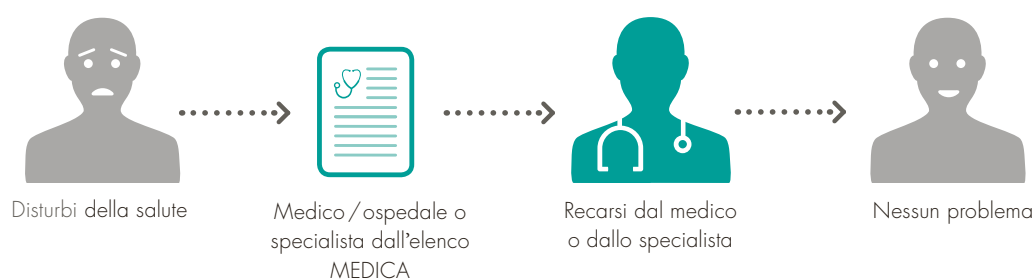 Disturbi della salute
Medico/ospedale o
specialista dall'elenco
MEDICA
Recarsi dal medico
o dallo specialista
Nessun problema